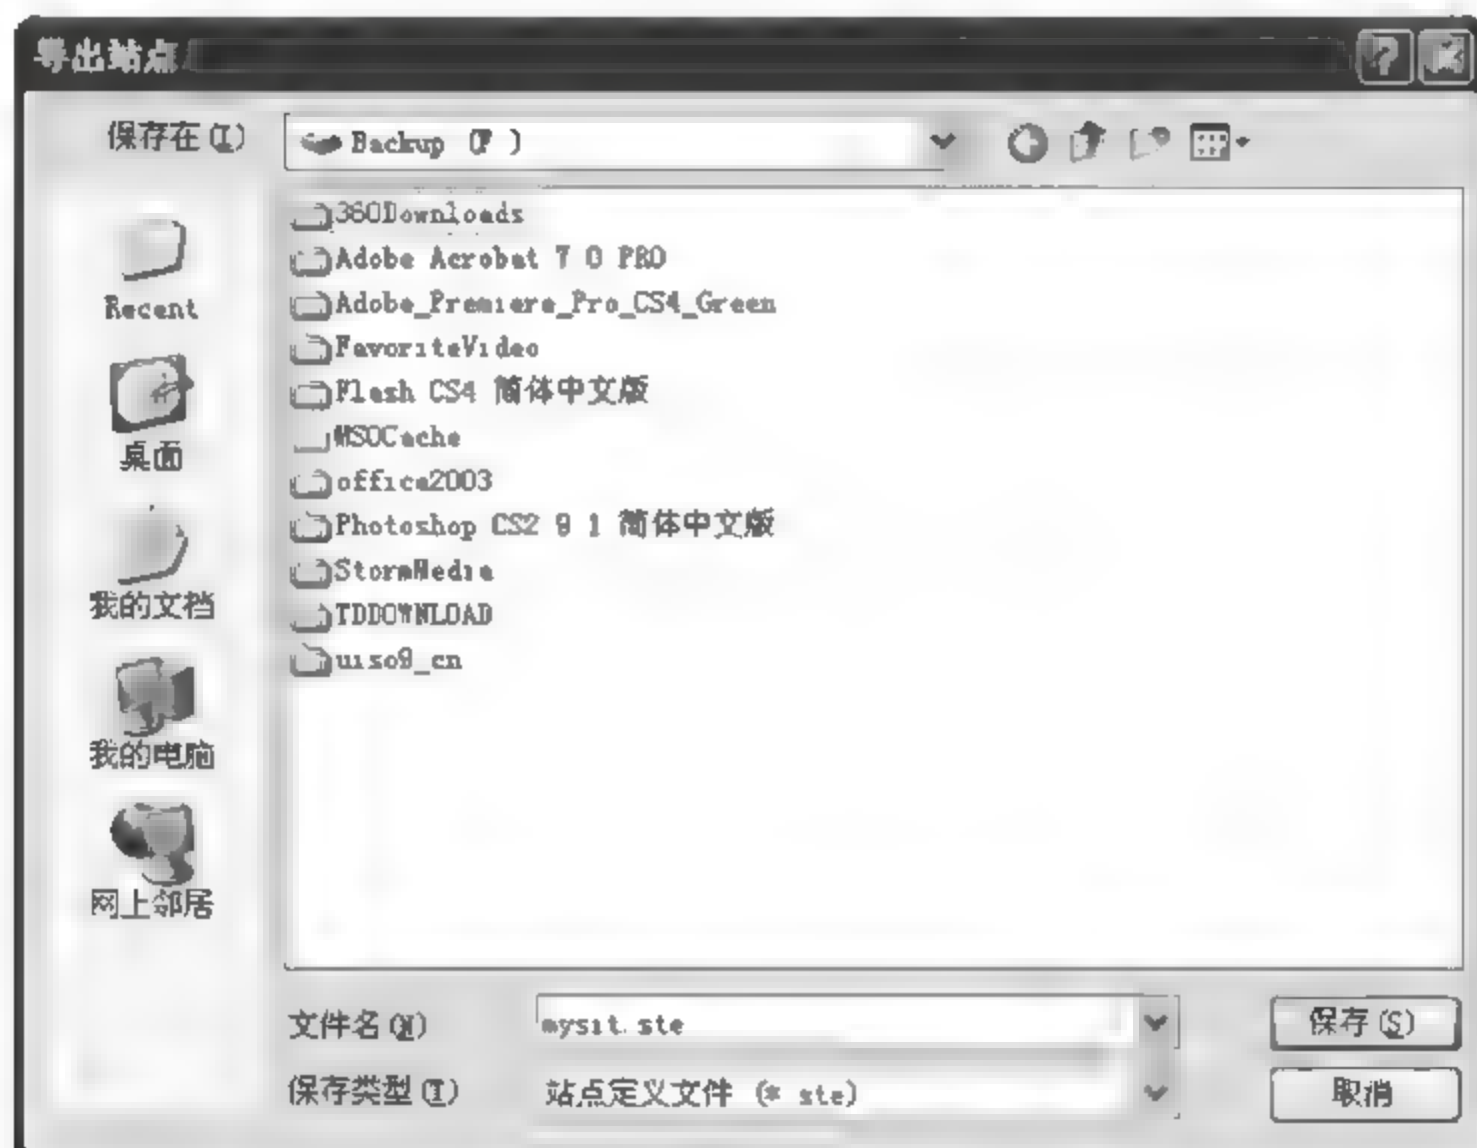 导出站点
保存在(I)
Backup (F )
360Downloads
Adobe Acrobat 7 0 PRO
Adobe_Premiere_Pro_CS4_Green
FavoriteVideo
Flash CS4 简体中文版
MSOCache
office2003
Photoshop CS2 9 1 简体中文版
StormMedia
TDDOWNLOAD
uiso9_cn
Recent
桌面
我的文档
我的电脑
网上邻居
文件名(N)
mysit.ste
保存(S)
保存类型(T)
站点定义文件 (* ste)
取消